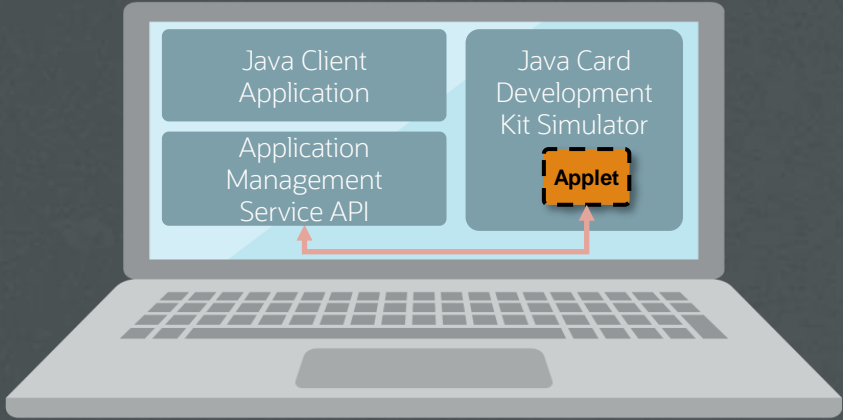 Java Client
Application
Application
Management
Service API
Java Card
Development
Kit Simulator
Applet